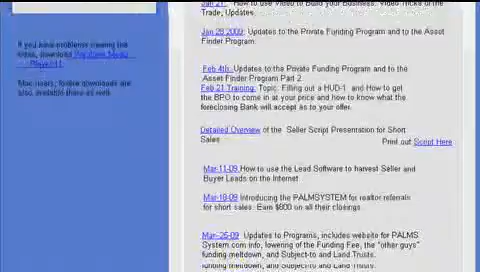 Jan 21: How to use Video to Build your Business. Video Tricks of the
Trade, Updates.
Jan 28 2009: Updates to the Private Funding Program and to the Asset
Finder Program.
If you have problems viewing the
video, download Windows Media
Player 11.
Mac users, for
downloads are
also available there as well.
Feb 4th: Updates to the Private Funding Program and to the
Asset Finder Program Part 2
Feb 21 Training: Topic: Filling out a HUD-1 and How to get
the BPO to come in at your price and how to know what the
foreclosing Bank will accept as to your offer.
Detailed Overview of the Seller Script Presentation for Short
Sales
Print out Script Here
Mar-11-09 How to use the Lead Software to harvest Seller and
Buyer Leads on the Internet
Mar-18-09 Introducing the PALMSYSTEM for realtor referrals
for short sales. Earn $600 on all their closings.
Mar-25-09 Updates to Programs, includes website for PALMS
System.com info, lowering of the Funding Fee, the "other guys"
funding meltdown, and Subject-to and Land Trusts.
funding meltdown, and Subject-to and Land Trusts.